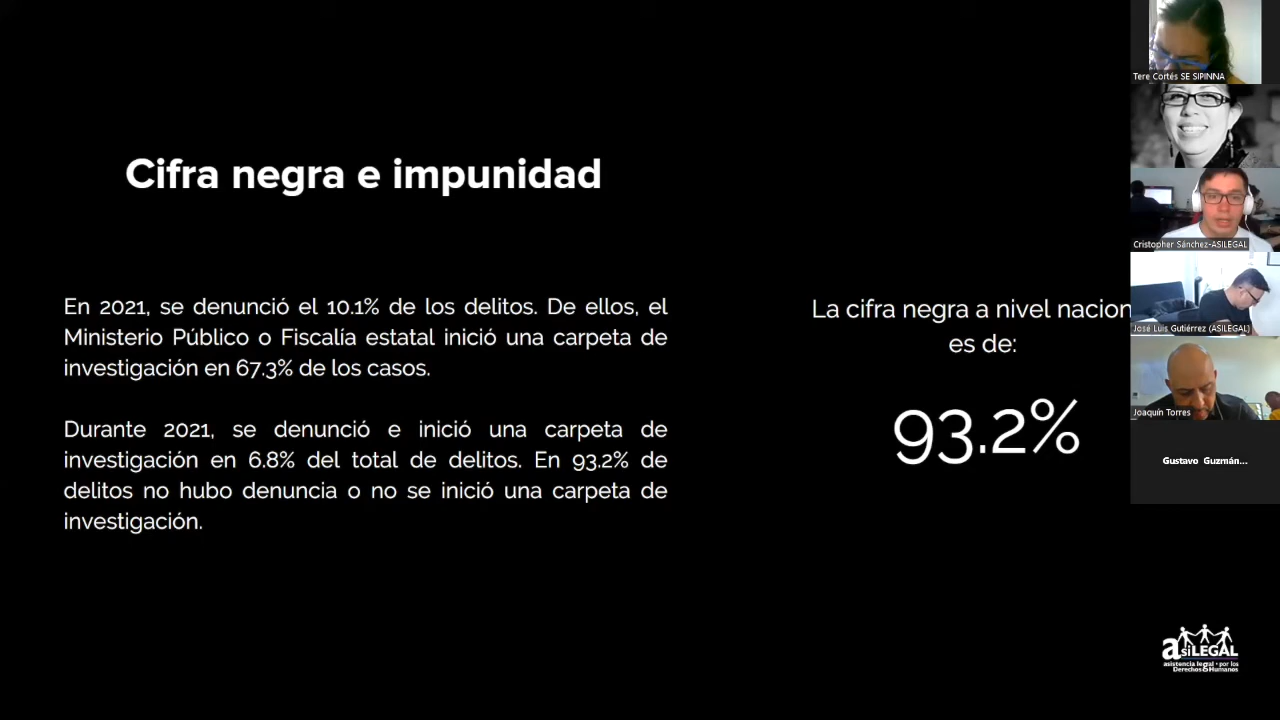 Cifra negra e impunidad
En 2021, se denunció el 10.1% de los delitos. De ellos, el
Ministerio Público o Fiscalía estatal inició una carpeta de
investigación en 67.3% de los casos.
Durante 2021, se denunció e inició una carpeta de
investigación en 6.8% del total de delitos. En 93.2% de
delitos no hubo denuncia o no se inició una carpeta de
investigación.
La cifra negra a nivel nacion
es de:
93.2%
Tere Cortés SE SIPINNA
Cristopher Sánchez-ASILEGAL
José Luis Gutiérrez (ASILEGAL)
Joaquín Torres
Gustavo Guzmán...
asiLEGAL
asistencia legal · por los
Derechos Humanos